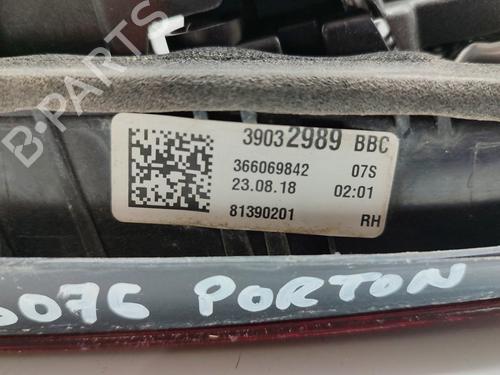 B-PARTS
39032989 BBC
366069842 07S
23.08.18 02:01
81390201 RH
007C PORTON